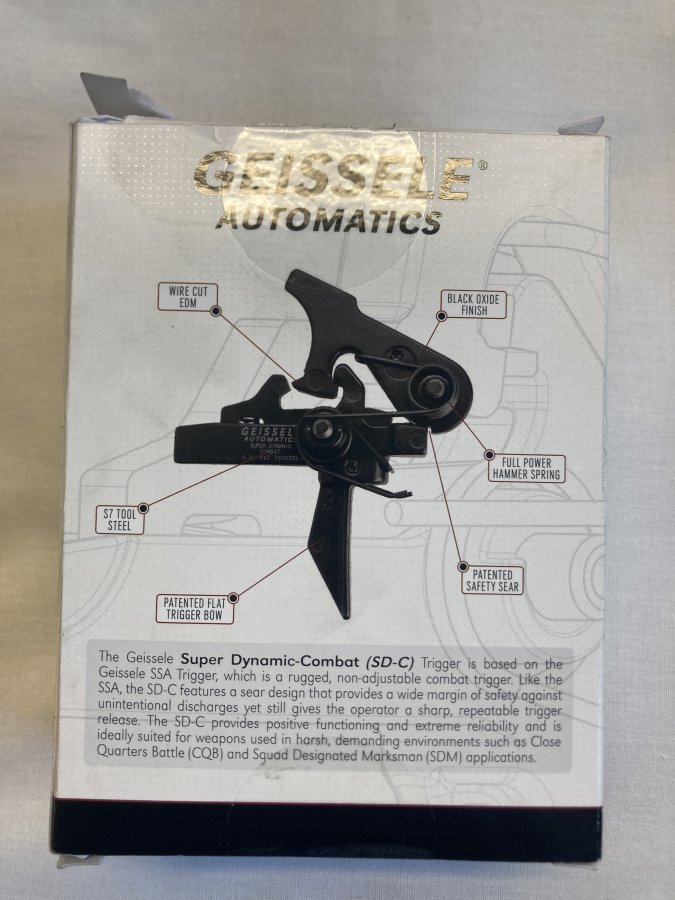 GEISSELE®
AUTOMATICS
WIRE CUT
EDM
BLACK OXIDE
FINISH
GEISSEL
AUTOMATIC
SUPER DYNAMIC
COMBAT
U.S. PAT. 7600338
FULL POWER
HAMMER SPRING
S7 TOOL
STEEL
PATENTED
SAFETY SEAR
PATENTED FLAT
TRIGGER BOW
The Geissele Super Dynamic-Combat (SD-C) Trigger is based on the
Geissele SSA Trigger, which is a rugged, non-adjustable combat trigger. Like the
SSA, the SD-C features a sear design that provides a wide margin of safety against
unintentional discharges yet still gives the operator a sharp, repeatable trigger
release. The SD-C provides positive functioning and extreme reliability and is
ideally suited for weapons used in harsh, demanding environments such as Close
Quarters Battle (CQB) and Squad Designated Marksman (SDM) applications.